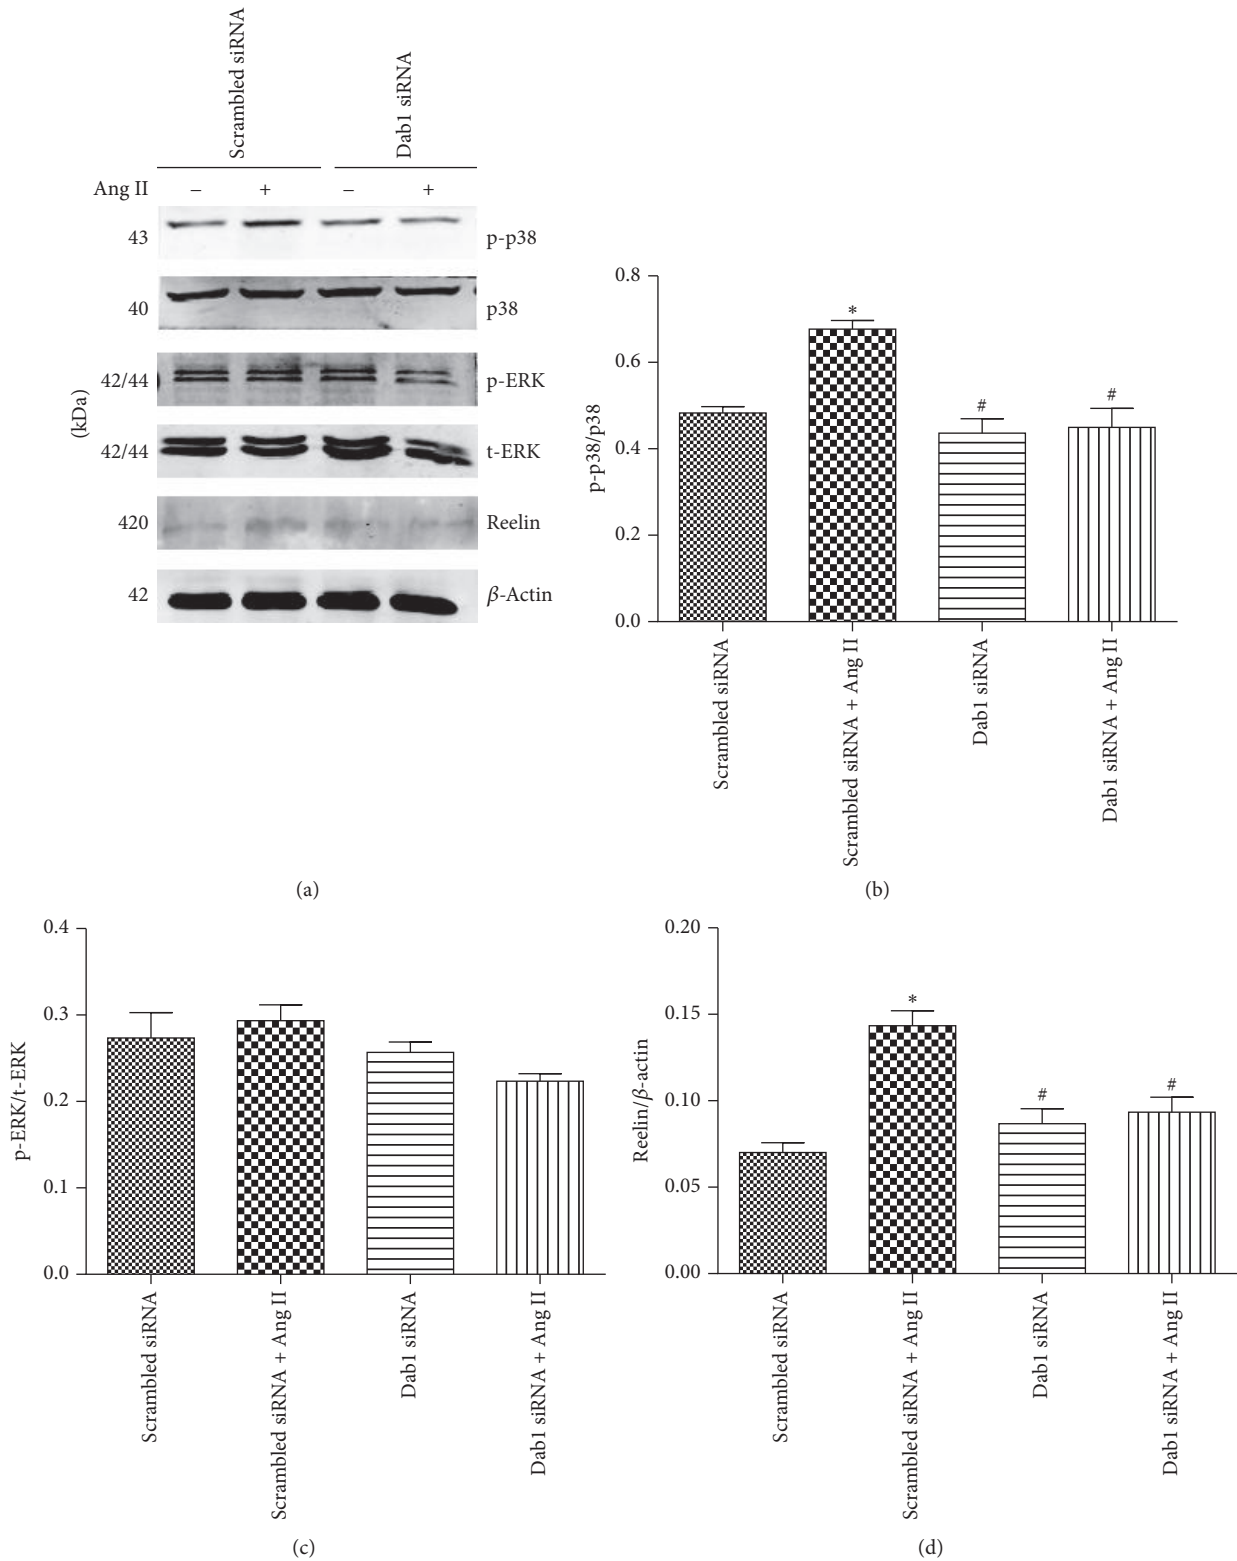 Scrambled siRNA
Dab1 siRNA
Ang II − + − +
43 p-p38
40 p38
42/44 p-ERK
42/44 t-ERK
420 Reelin
42 β-Actin
(kDa)
(a)
0.8
0.6
0.4
0.2
0.0
p-p38/p38
*
#
#
Scrambled siRNA
Scrambled siRNA + Ang II
Dab1 siRNA
Dab1 siRNA + Ang II
(b)
0.4
0.3
0.2
0.1
0.0
p-ERK/t-ERK
Scrambled siRNA
Scrambled siRNA + Ang II
Dab1 siRNA
Dab1 siRNA + Ang II
(c)
0.20
0.15
0.10
0.05
0.00
Reelin/β-actin
*
#
#
Scrambled siRNA
Scrambled siRNA + Ang II
Dab1 siRNA
Dab1 siRNA + Ang II
(d)